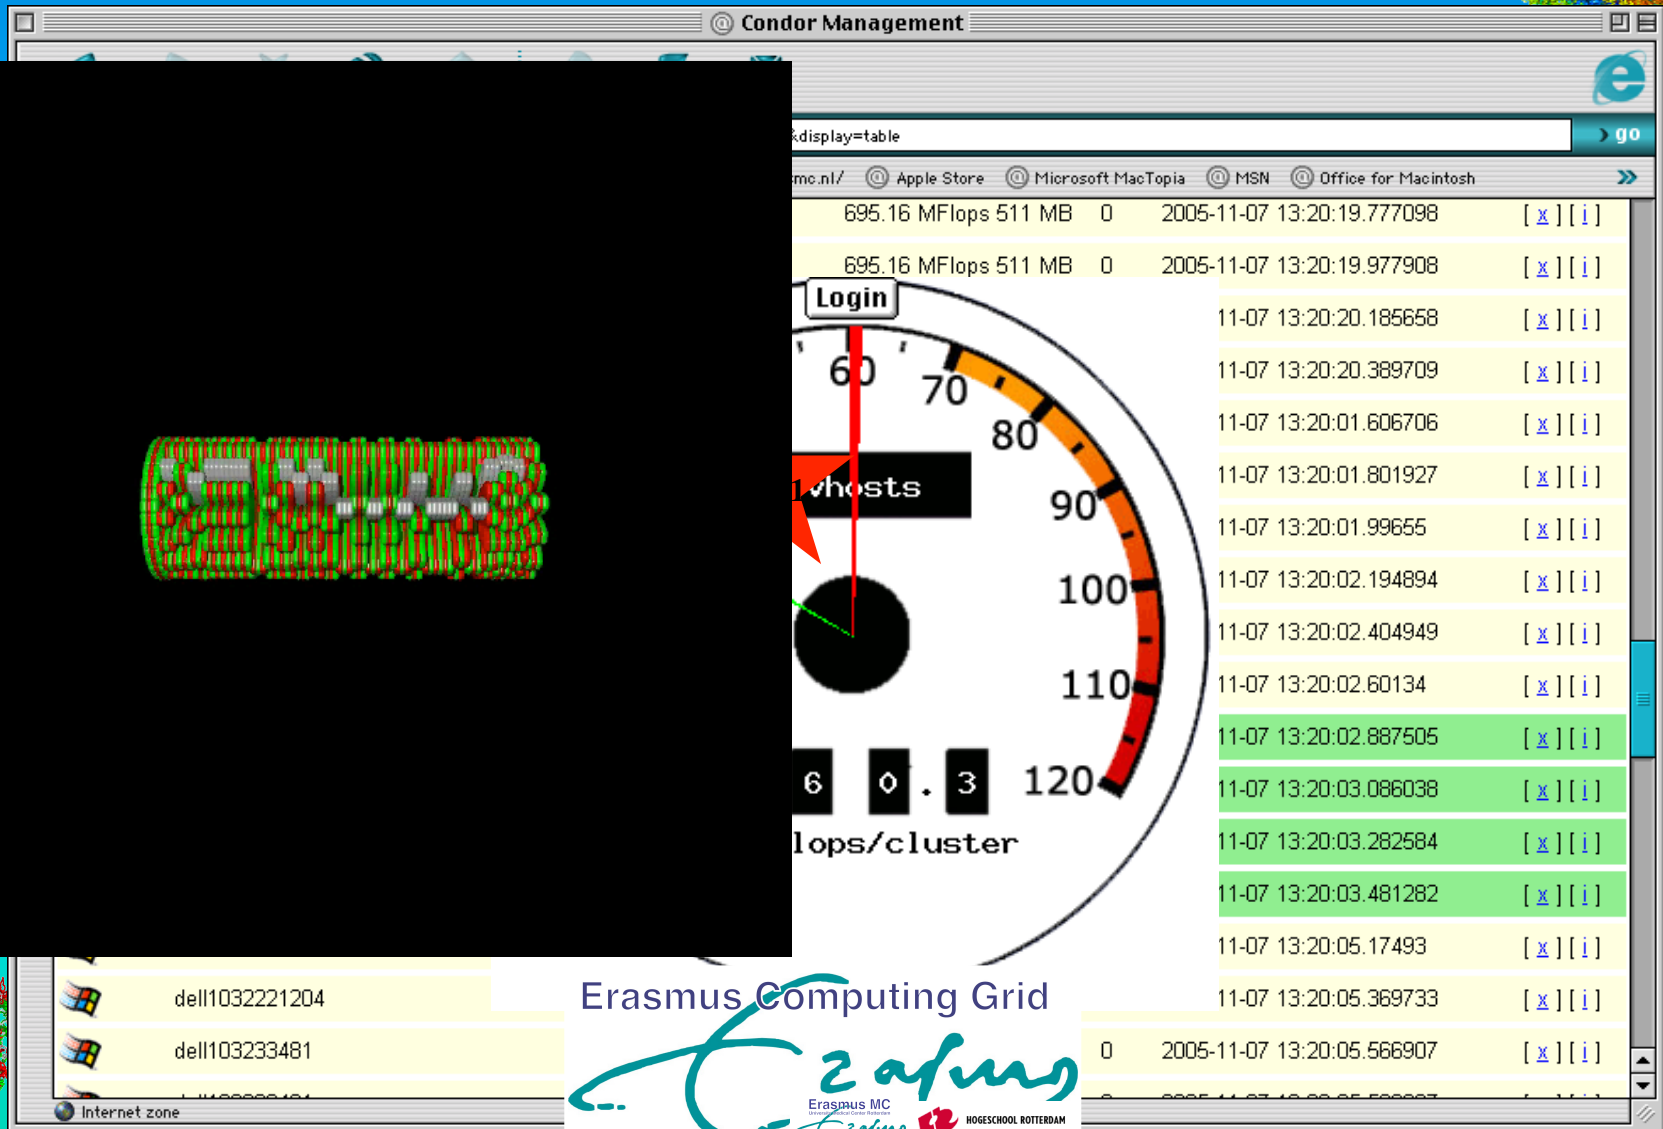 Condor Management
&display=table
go
mc.nl/ Apple Store Microsoft MacTopia MSN Office for Macintosh
695.16 MFlops 511 MB 0 2005-11-07 13:20:19.777098 [ x ] [ i ]
695.16 MFlops 511 MB 0 2005-11-07 13:20:19.977908 [ x ] [ i ]
Login
11-07 13:20:20.185658 [ x ] [ i ]
60
70
11-07 13:20:20.389709 [ x ] [ i ]
80
11-07 13:20:01.606706 [ x ] [ i ]
1
hosts
11-07 13:20:01.801927 [ x ] [ i ]
90
11-07 13:20:01.99655 [ x ] [ i ]
100
11-07 13:20:02.194894 [ x ] [ i ]
11-07 13:20:02.404949 [ x ] [ i ]
110
11-07 13:20:02.60134 [ x ] [ i ]
11-07 13:20:02.887505 [ x ] [ i ]
6 0.3
120
11-07 13:20:03.086038 [ x ] [ i ]
lops/cluster
11-07 13:20:03.282584 [ x ] [ i ]
11-07 13:20:03.481282 [ x ] [ i ]
11-07 13:20:05.17493 [ x ] [ i ]
dell1032221204
Erasmus Computing Grid
11-07 13:20:05.369733 [ x ] [ i ]
dell103233481
0 2005-11-07 13:20:05.566907 [ x ] [ i ]
Erasmus
Erasmus MC
HOGESCHOOL ROTTERDAM
Internet zone